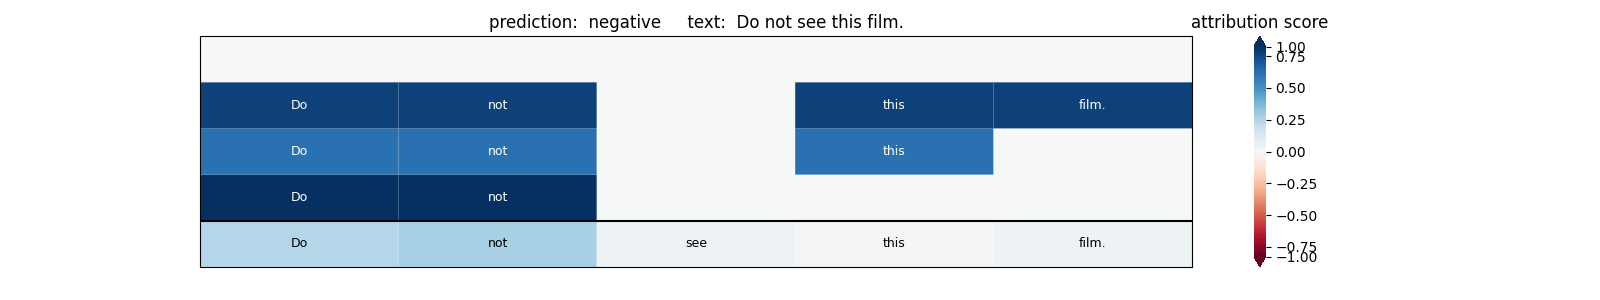 prediction:  negative     text:  Do not see this film.
attribution score
Do not this film.
Do not this
Do not
Do not see this film.
1.00
0.75
0.50
0.25
0.00
−0.25
−0.50
−0.75
−1.00